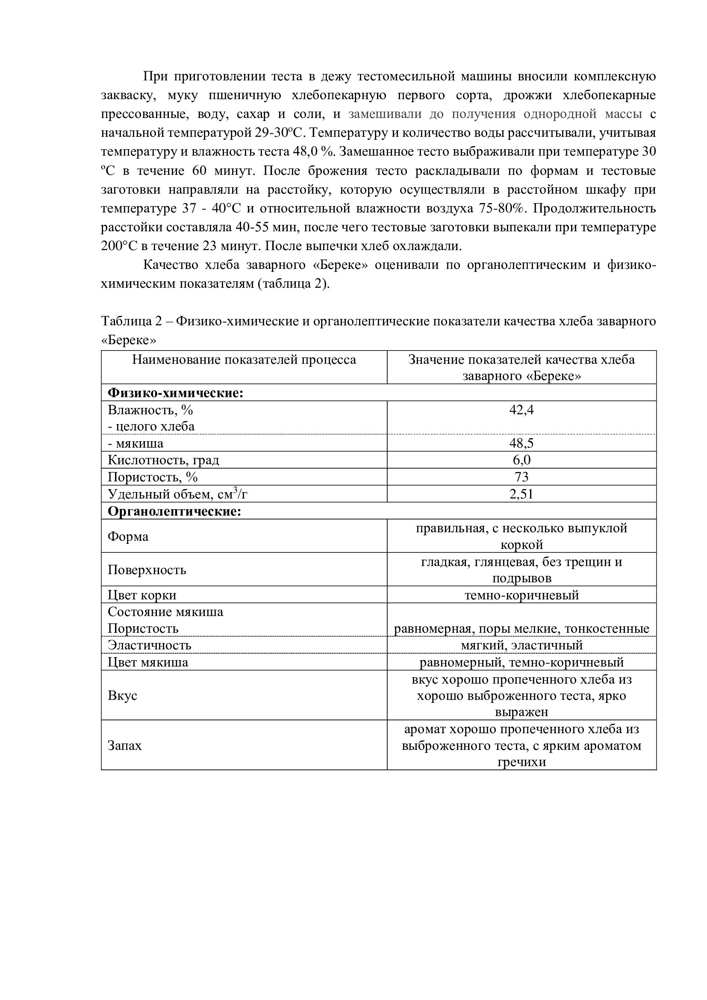 При приготовлении теста в дежу тестомесильной машины вносили комплексную
закваску, муку пшеничную хлебопекарную первого сорта, дрожжи хлебопекарные
прессованные, воду, сахар и соли, и замешивали до получения однородной массы с
начальной температурой 29-30ºС. Температуру и количество воды рассчитывали, учитывая
температуру и влажность теста 48,0 %. Замешанное тесто выбраживали при температуре 30
ºС в течение 60 минут. После брожения тесто раскладывали по формам и тестовые
заготовки направляли на расстойку, которую осуществляли в расстойном шкафу при
температуре 37 - 40°С и относительной влажности воздуха 75-80%. Продолжительность
расстойки составляла 40-55 мин, после чего тестовые заготовки выпекали при температуре
200°С в течение 23 минут. После выпечки хлеб охлаждали.
Качество хлеба заварного «Береке» оценивали по органолептическим и физико-
химическим показателям (таблица 2).
Таблица 2 – Физико-химические и органолептические показатели качества хлеба заварного
«Береке»
Наименование показателей процесса
Значение показателей качества хлеба
заварного «Береке»
Физико-химические:
Влажность, % 42,4
- целого хлеба
- мякиша 48,5
Кислотность, град 6,0
Пористость, % 73
Удельный объем, см³/г 2,51
Органолептические:
Форма
правильная, с несколько выпуклой
коркой
Поверхность
гладкая, глянцевая, без трещин и
подрывов
Цвет корки темно-коричневый
Состояние мякиша
Пористость равномерная, поры мелкие, тонкостенные
Эластичность мягкий, эластичный
Цвет мякиша равномерный, темно-коричневый
Вкус
вкус хорошо пропеченного хлеба из
хорошо выброженного теста, ярко
выражен
Запах
аромат хорошо пропеченного хлеба из
выброженного теста, с ярким ароматом
гречихи